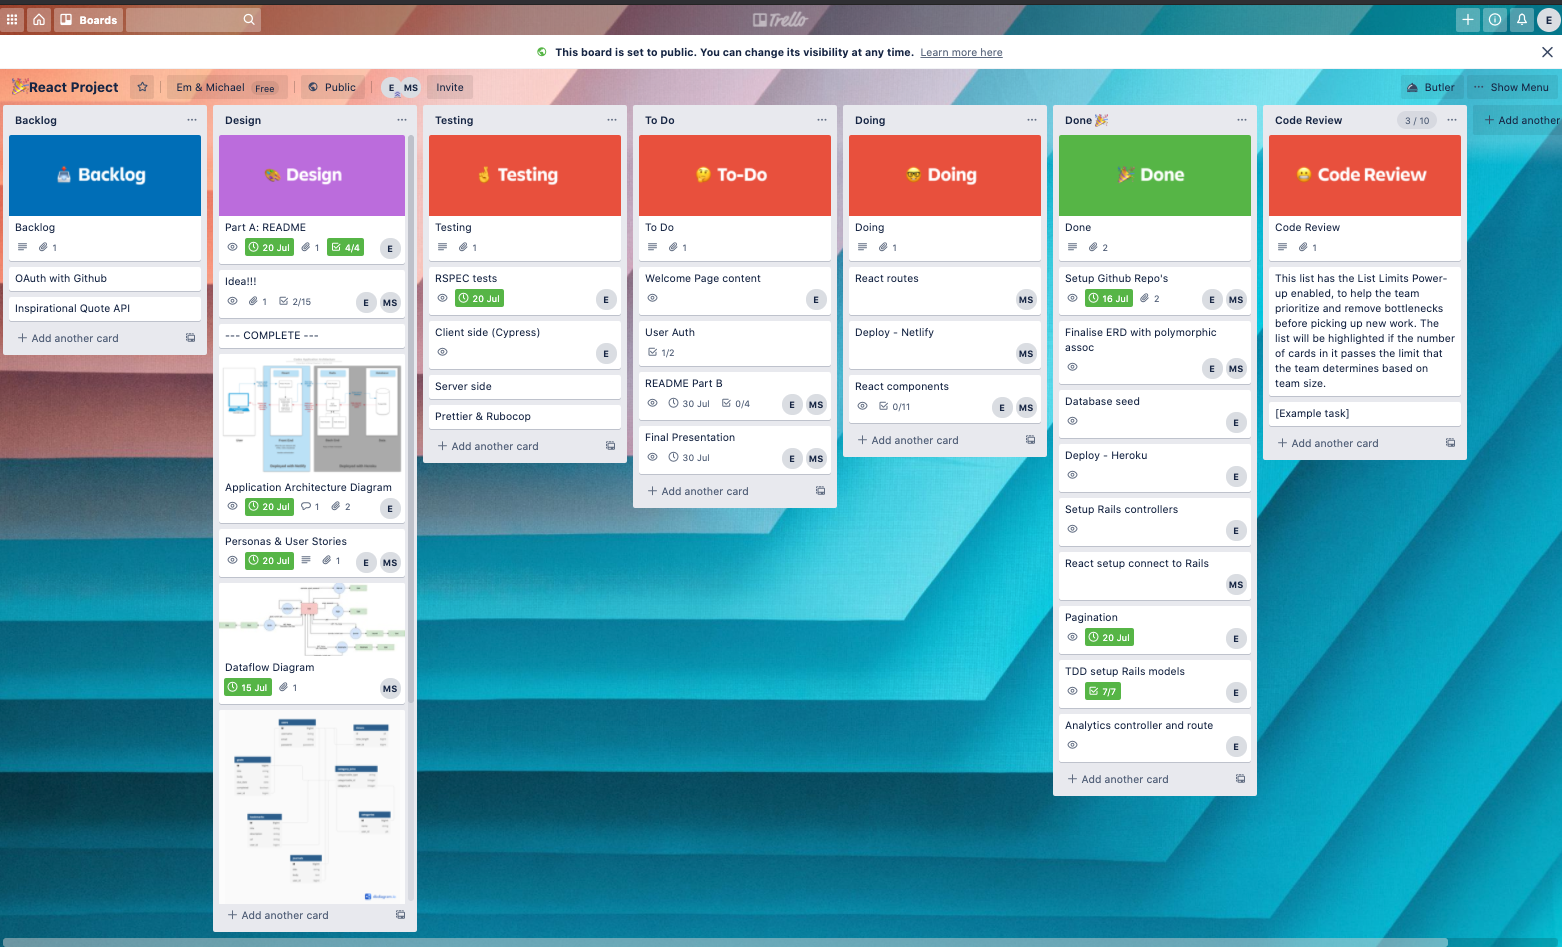 Boards
Trello
E
This board is set to public. You can change its visibility at any time. Learn more here
React Project
Em & Michael Free
Public
E MS
Invite
Butler
Show Menu
Backlog
Backlog
Backlog
1
OAuth with Github
Inspirational Quote API
Add another card
Design
Design
Part A: README
20 Jul 1 4/4 E
Idea!!!
1 2/15 E MS
--- COMPLETE ---
Application Architecture Diagram
20 Jul 1 2 E
Personas & User Stories
20 Jul 1 E MS
Dataflow Diagram
15 Jul 1 MS
Add another card
Testing
Testing
Testing
1
RSPEC tests
20 Jul E
Client side (Cypress)
E
Server side
Prettier & Rubocop
Add another card
To Do
To-Do
To Do
1
Welcome Page content
E
User Auth
1/2
README Part B
30 Jul 0/4 E MS
Final Presentation
30 Jul E MS
Add another card
Doing
Doing
Doing
1
React routes
MS
Deploy - Netlify
MS
React components
0/11 E MS
Add another card
Done
Done
Done
2
Setup Github Repo's
16 Jul 2 E MS
Finalise ERD with polymorphic
assoc
E MS
Database seed
E
Deploy - Heroku
E
Setup Rails controllers
E
React setup connect to Rails
MS
Pagination
20 Jul E
TDD setup Rails models
7/7 E
Analytics controller and route
E
Add another card
Code Review 3 / 10
Code Review
Code Review
1
This list has the List Limits Power-
up enabled, to help the team
prioritize and remove bottlenecks
before picking up new work. The
list will be highlighted if the number
of cards in it passes the limit that
the team determines based on
team size.
[Example task]
Add another card
Add another